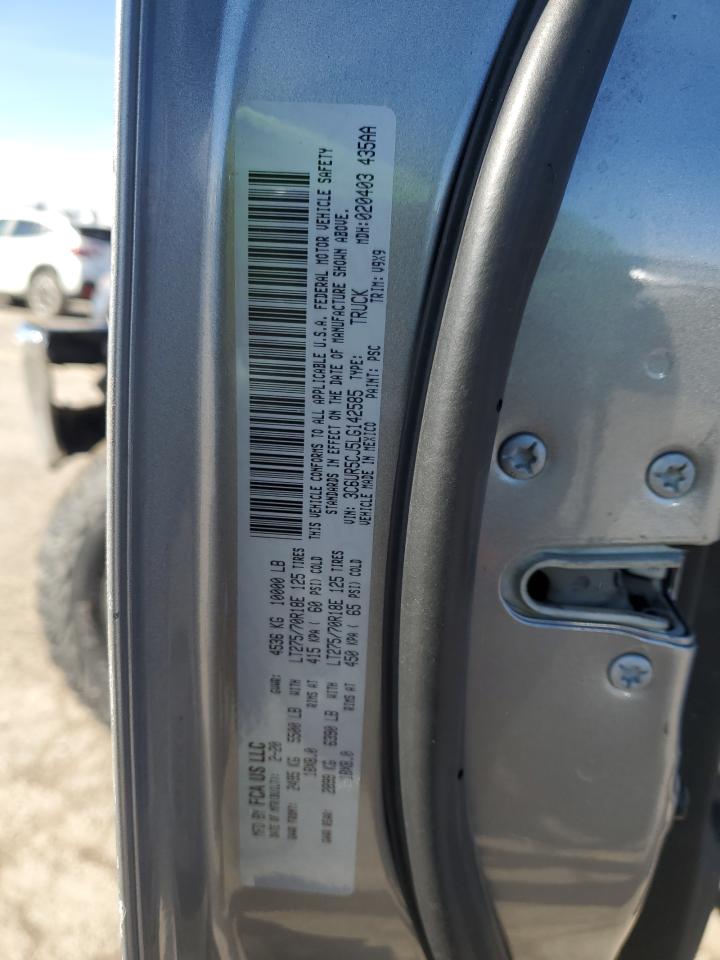 MFD BY FCA US LLC
DATE OF MFR 2-20 GVWR: 4536 KG 10000 LB
GAWR FRONT: 2495 KG 5500 LB WITH LT275/70R18E 125 TIRES
18X8.0 RIMS AT 415 KPA ( 60 PSI) COLD
GAWR REAR: KG 6390 LB WITH LT275/70R18E 125 TIRES
18X8.0 RIMS AT 450 KPA ( 65 PSI) COLD
THIS VEHICLE CONFORMS TO ALL APPLICABLE U.S.A. FEDERAL MOTOR VEHICLE SAFETY
STANDARDS IN EFFECT ON THE DATE OF MANUFACTURE SHOWN ABOVE.
VIN: 3C6UR5CJ5LG142585 TYPE: TRUCK MDH:020403 435AA
VEHICLE MADE IN MEXICO PAINT: PSC TRIM: V9X9